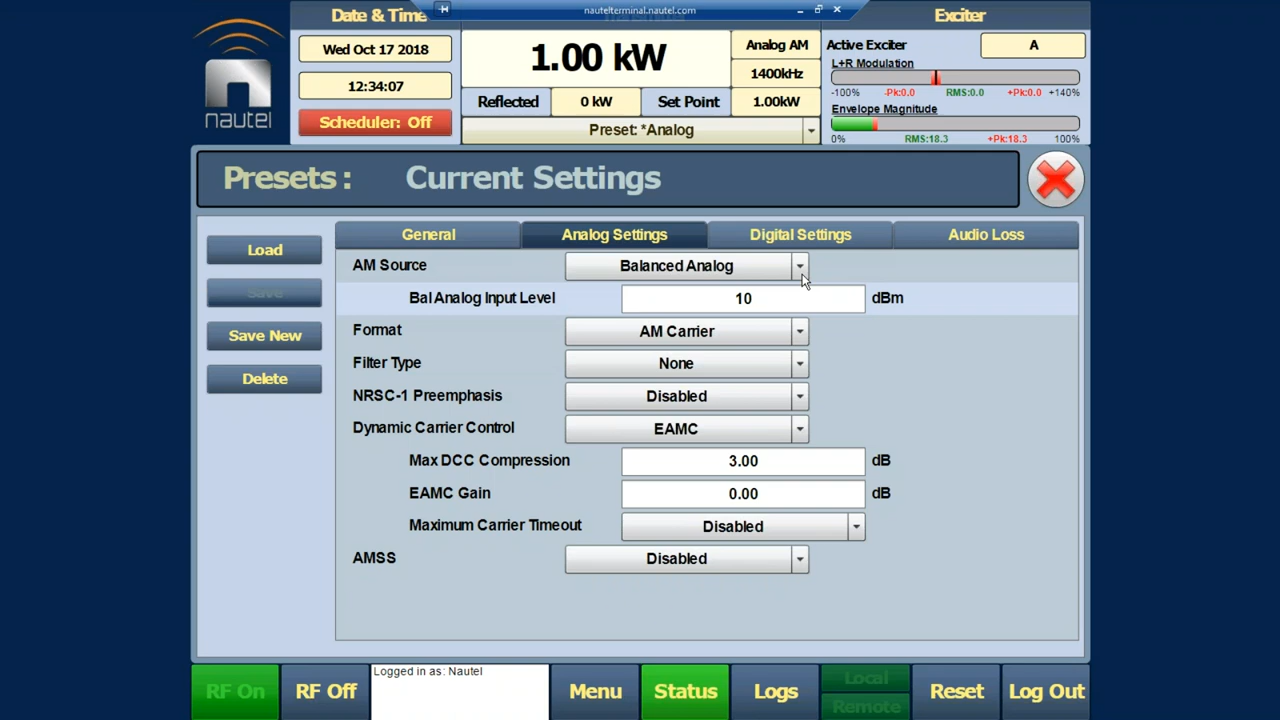 nautelterminal.nautel.com
Date & Time
Transmitter
Exciter
Wed Oct 17 2018
12:34:07
Scheduler: Off
1.00 kW
Analog AM
1400kHz
Reflected
0 kW
Set Point
1.00kW
Preset: *Analog
Active Exciter
A
L+R Modulation
-100%
-Pk:0.0
RMS:0.0
+Pk:0.0
+140%
Envelope Magnitude
0%
RMS:18.3
+Pk:18.3
100%
nautel
Presets :
Current Settings
Load
Save
Save New
Delete
General
Analog Settings
Digital Settings
Audio Loss
AM Source
Balanced Analog
Bal Analog Input Level
10
dBm
Format
AM Carrier
Filter Type
None
NRSC-1 Preemphasis
Disabled
Dynamic Carrier Control
EAMC
Max DCC Compression
3.00
dB
EAMC Gain
0.00
dB
Maximum Carrier Timeout
Disabled
AMSS
Disabled
RF On
RF Off
Logged in as: Nautel
Menu
Status
Logs
Local
Remote
Reset
Log Out